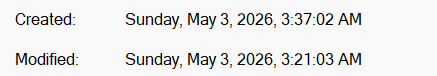 Created: Sunday, May 3, 2026, 3:37:02 AM
Modified: Sunday, May 3, 2026, 3:21:03 AM